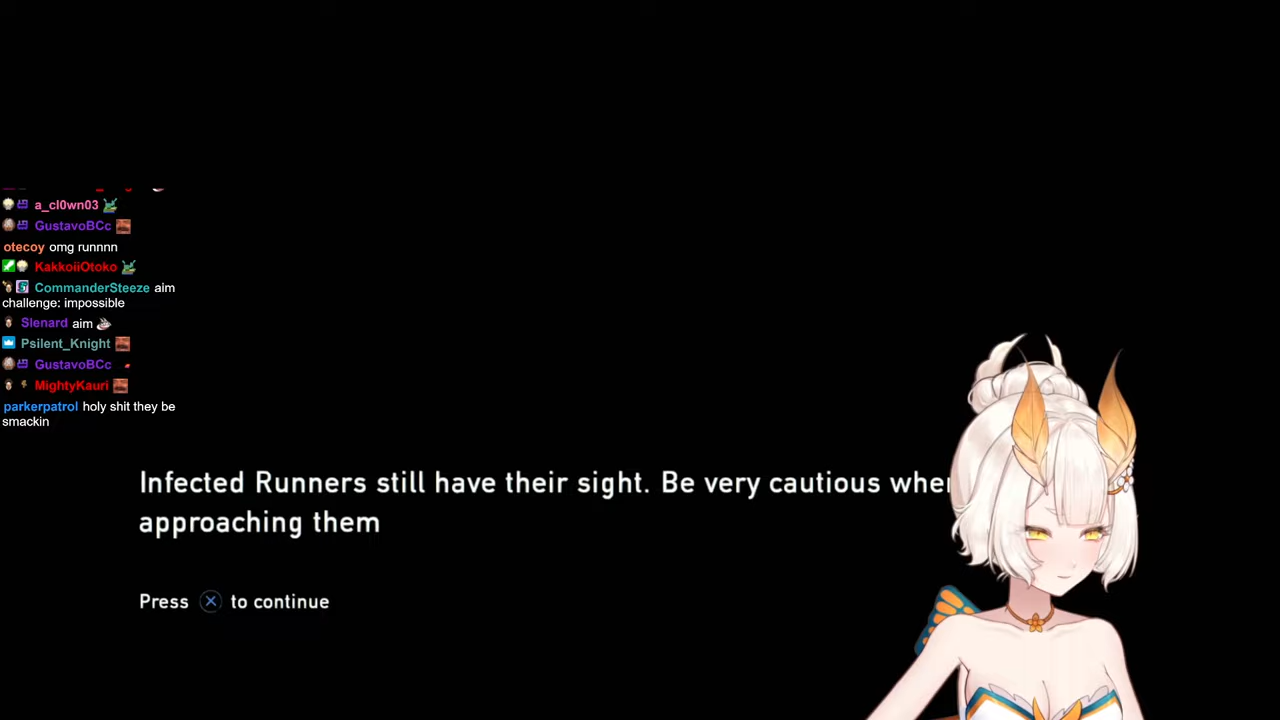 a_cl0wn03
GustavoBCc
otecoy omg runnnn
KakkoiiOtoko
CommanderSteeze aim
challenge: impossible
Slenard aim
Psilent_Knight
GustavoBCc
MightyKauri
parkerpatrol holy shit they be
smackin
Infected Runners still have their sight. Be very cautious
approaching them
Press ⓧ to continue